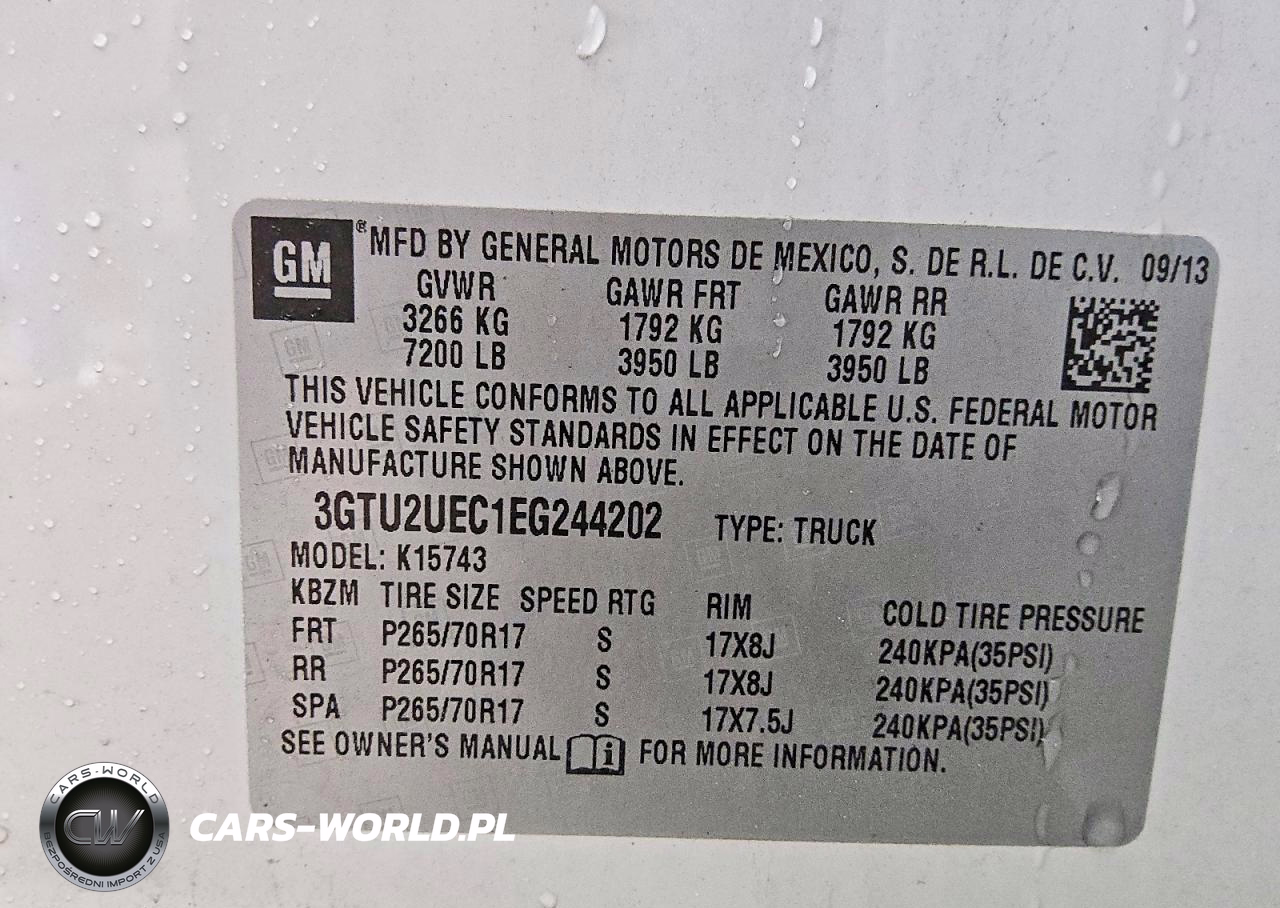 GM ® MFD BY GENERAL MOTORS DE MEXICO, S. DE R.L. DE C.V. 09/13
GVWR GAWR FRT GAWR RR
3266 KG 1792 KG 1792 KG
7200 LB 3950 LB 3950 LB
THIS VEHICLE CONFORMS TO ALL APPLICABLE U.S. FEDERAL MOTOR
VEHICLE SAFETY STANDARDS IN EFFECT ON THE DATE OF
MANUFACTURE SHOWN ABOVE.
3GTU2UEC1EG244202 TYPE: TRUCK
MODEL: K15743
KBZM TIRE SIZE SPEED RTG RIM COLD TIRE PRESSURE
FRT P265/70R17 S 17X8J 240KPA(35PSI)
RR P265/70R17 S 17X8J 240KPA(35PSI)
SPA P265/70R17 S 17X7.5J 240KPA(35PSI)
SEE OWNER'S MANUAL i FOR MORE INFORMATION.
CARS-WORLD
CW
BEZPOŚREDNI IMPORT Z USA
CARS-WORLD.PL